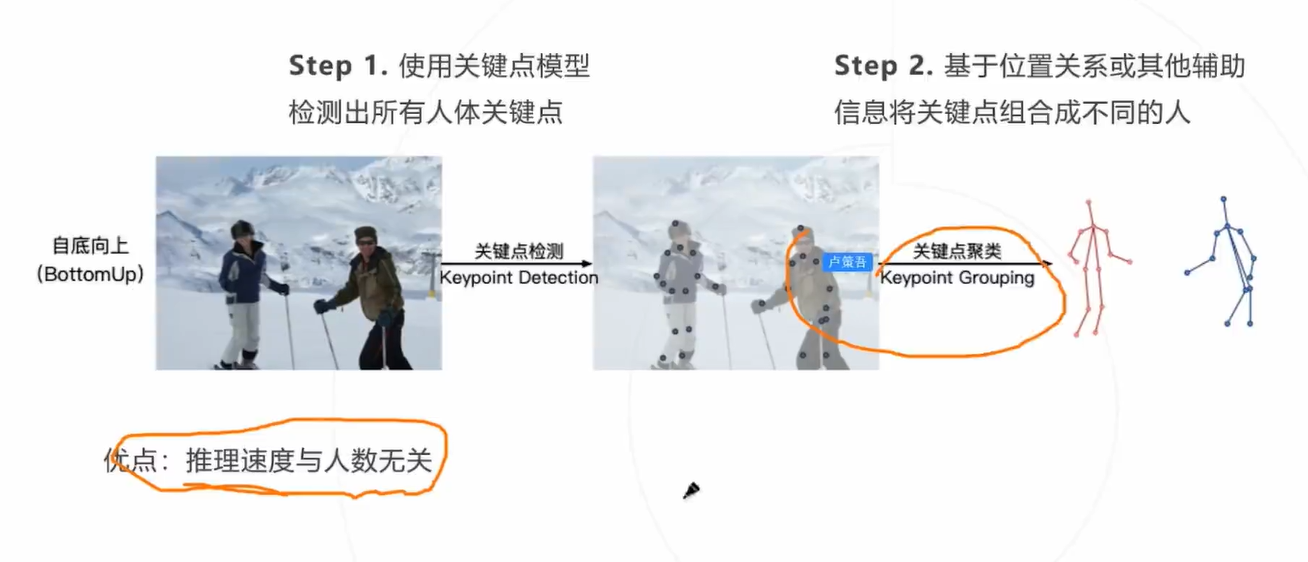 Step 1. 使用关键点模型
检测出所有人体关键点
Step 2. 基于位置关系或其他辅助
信息将关键点组合成不同的人
自底向上
(BottomUp)
关键点检测
Keypoint Detection
卢策吾
关键点聚类
Keypoint Grouping
优点：推理速度与人数无关